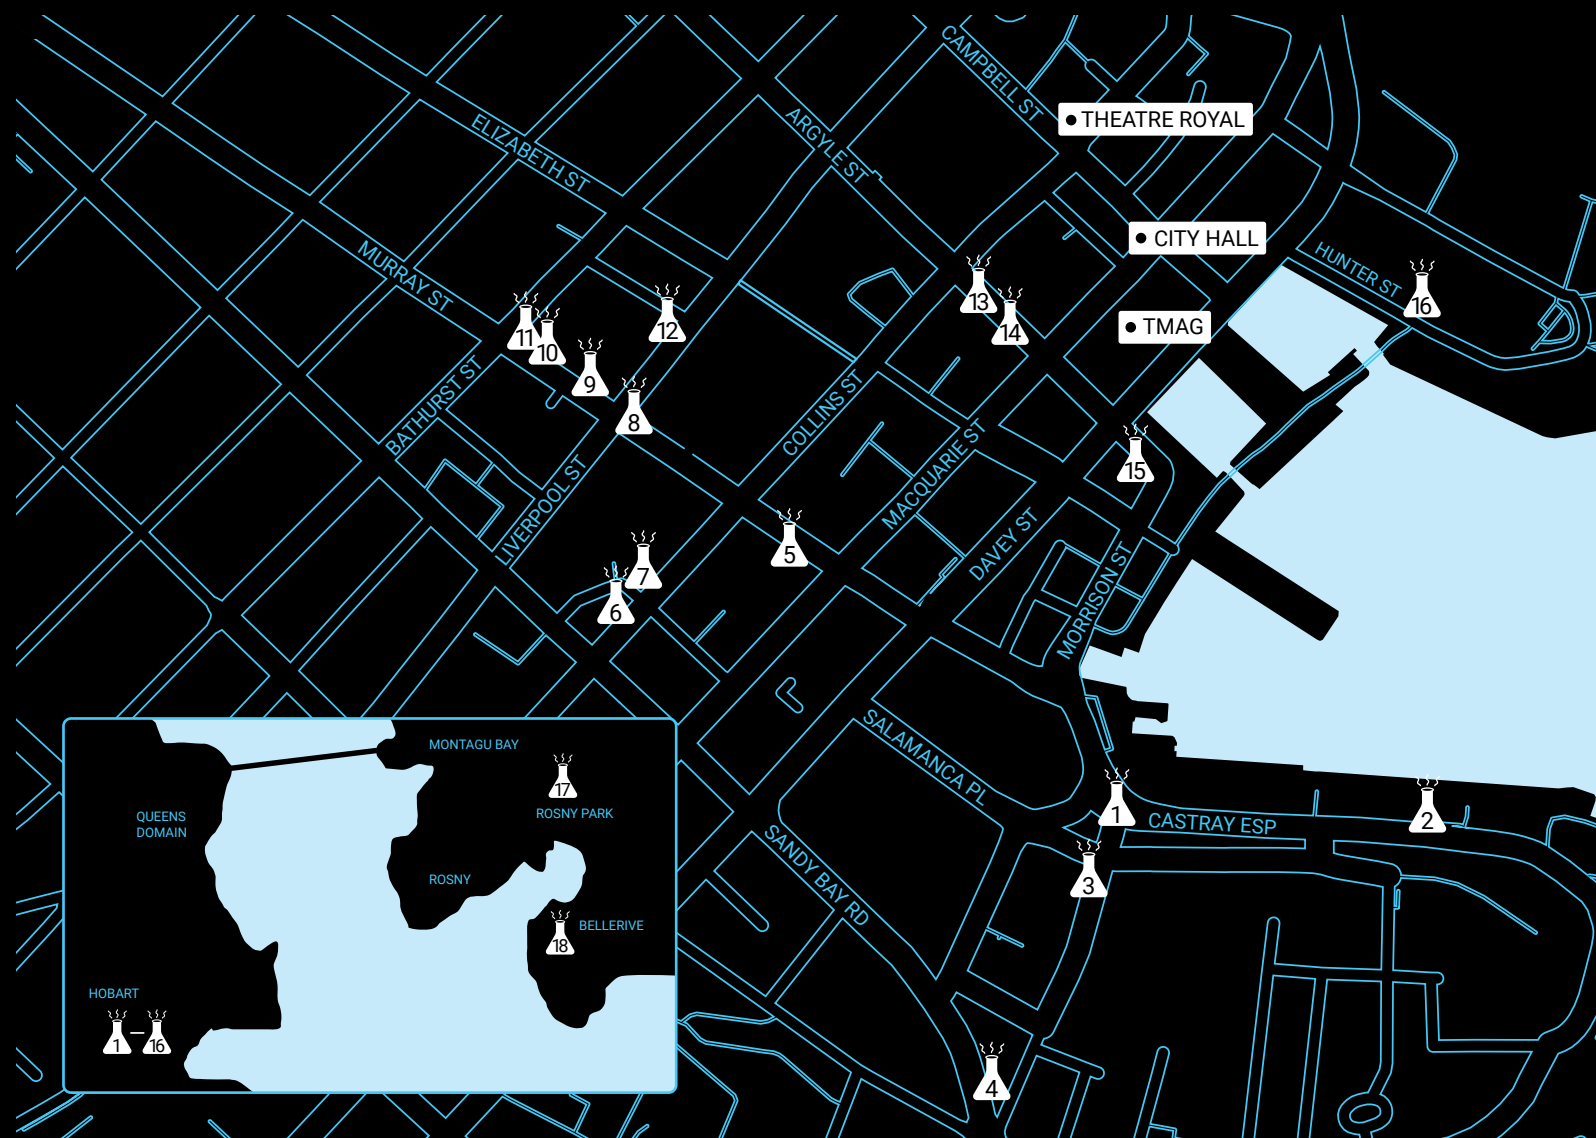 CAMPBELL ST
THEATRE ROYAL
ARGYLE ST
ELIZABETH ST
CITY HALL
HUNTER ST
MURRAY ST
13
16
12
14
TMAG
11
10
9
8
BATHURST ST
COLLINS ST
MACQUARIE ST
15
LIVERPOOL ST
5
DAVEY ST
7
6
MORRISON ST
SALAMANCA PL
1
CASTRAY ESP
2
SANDY BAY RD
3
4
MONTAGU BAY
17
ROSNY PARK
QUEENS
DOMAIN
ROSNY
BELLERIVE
18
HOBART
1 – 16